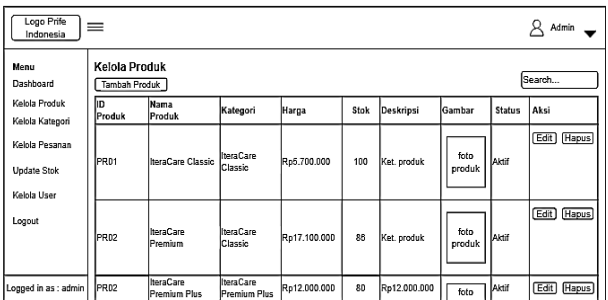 Logo Prife
Indonesia
Admin
Menu
Dashboard
Kelola Produk
Kelola Kategori
Kelola Pesanan
Update Stok
Kelola User
Logout
Logged in as : admin
Kelola Produk
Tambah Produk
Search...
ID Produk Nama Produk Kategori Harga Stok Deskripsi Gambar Status Aksi
PR01 IteraCare Classic IteraCare Classic Rp5.700.000 100 Ket. produk foto produk Aktif Edit Hapus
PR02 IteraCare Premium IteraCare Classic Rp17.100.000 86 Ket. produk foto produk Aktif Edit Hapus
PR02 IteraCare Premium Plus IteraCare Premium Plus Rp12.000.000 80 Rp12.000.000 foto Aktif Edit Hapus